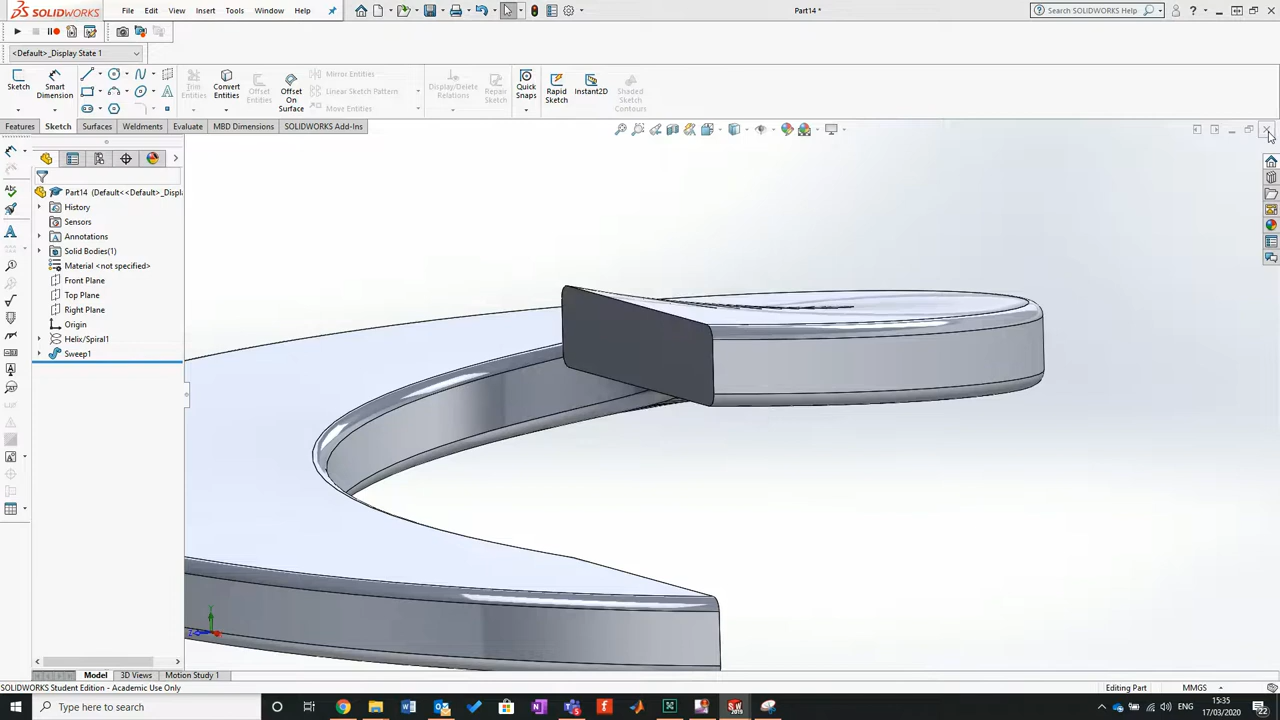 SOLIDWORKS File Edit View Insert Tools Window Help Part14 * Search SOLIDWORKS Help
<Default>_Display State 1
Sketch Smart Dimension Trim Entities Convert Entities Offset Entities Offset On Surface Mirror Entities Linear Sketch Pattern Move Entities Display/Delete Relations Repair Sketch Quick Snaps Rapid Sketch Instant2D Shaded Sketch Contours
Features Sketch Surfaces Weldments Evaluate MBD Dimensions SOLIDWORKS Add-Ins
Part14 (Default<<Default>_Displ
History
Sensors
Annotations
Solid Bodies(1)
Material <not specified>
Front Plane
Top Plane
Right Plane
Origin
Helix/Spiral1
Sweep1
Y
Z
Model 3D Views Motion Study 1
SOLIDWORKS Student Edition - Academic Use Only Editing Part MMGS
Type here to search ENG 15:35
17/03/2020